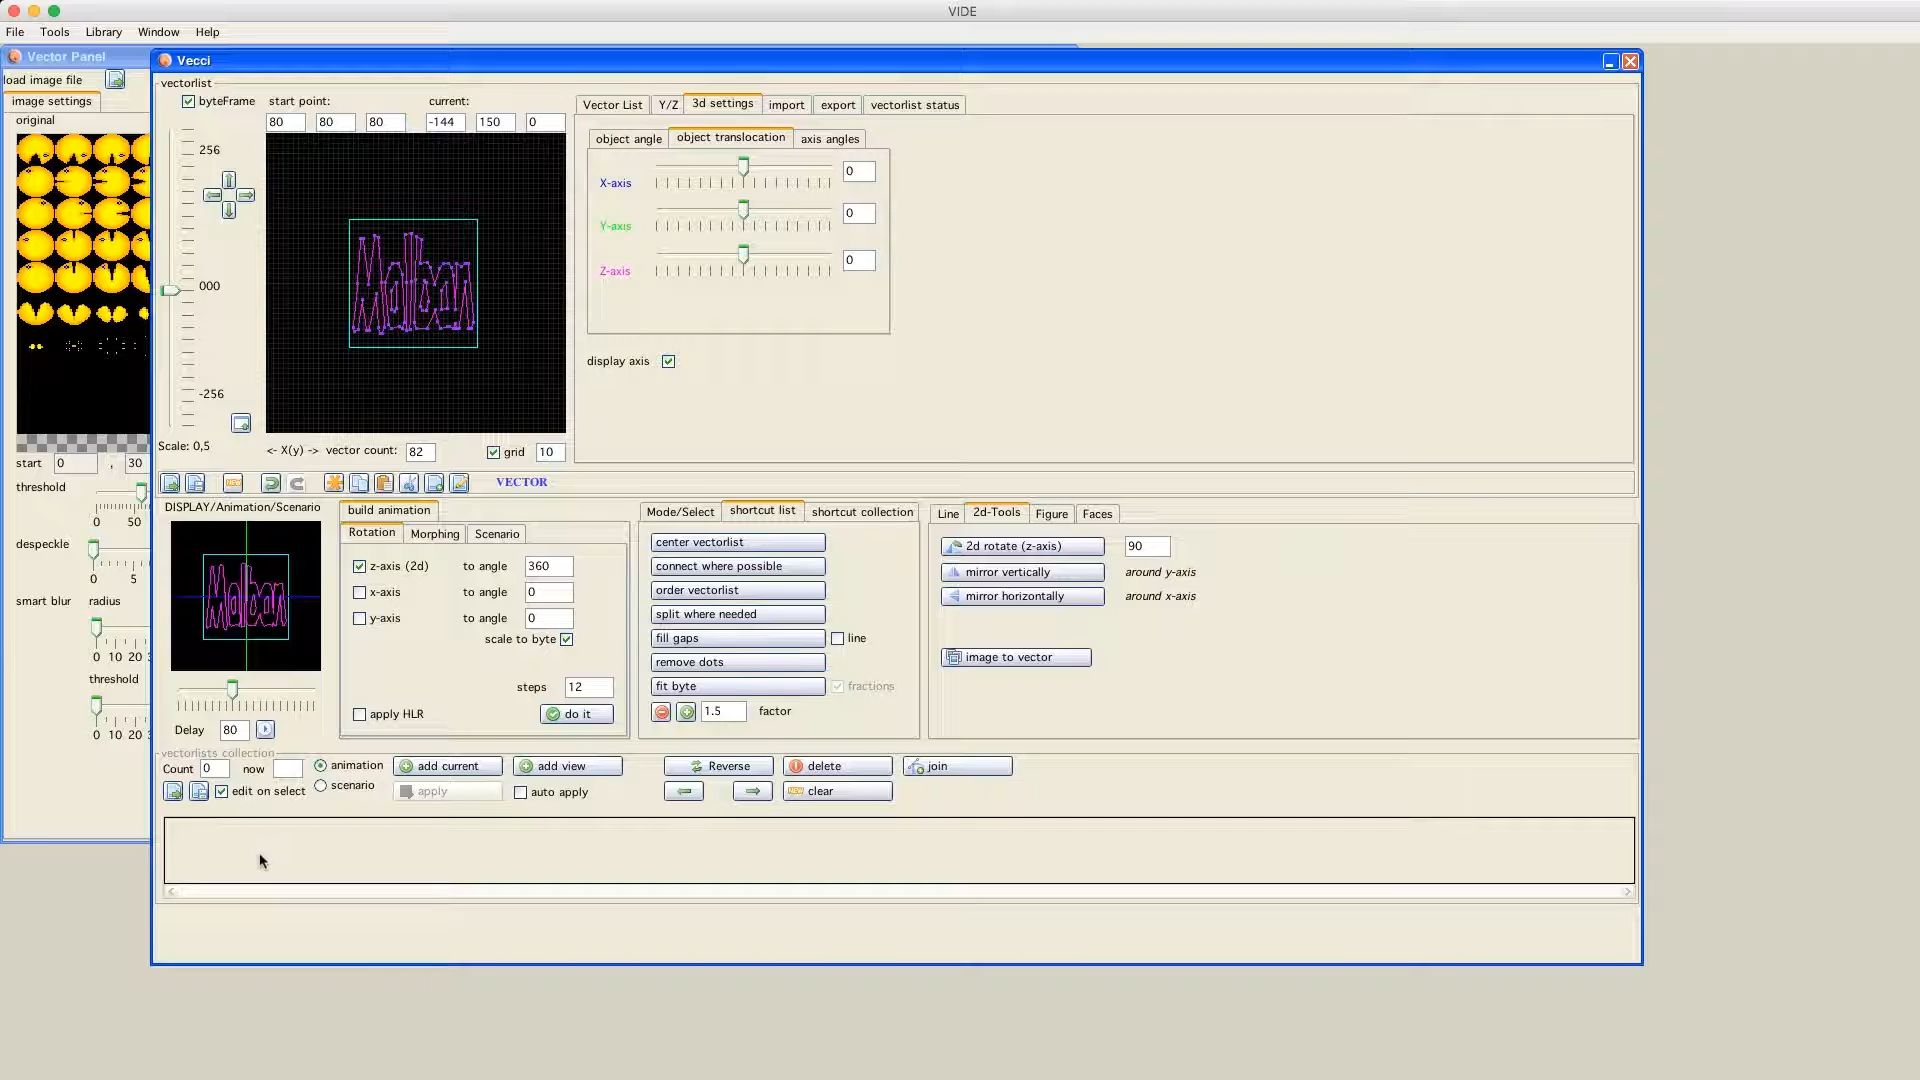 VIDE
File Tools Library Window Help
Vector Panel
Vecci
load image file
image settings
original
start 0 , 30
threshold
0 50
despeckle
0 5
smart blur radius
0 10 20 3
threshold
0 10 20 3
vectorlist
byteFrame start point: current:
80 80 80 -144 150 0
256
000
-256
Scale: 0,5
Malban
<- X(y) -> vector count: 82 grid 10
Vector List Y/Z 3d settings import export vectorlist status
object angle object translocation axis angles
X-axis 0
Y-axis 0
Z-axis 0
display axis
NEW VECTOR
DISPLAY/Animation/Scenario
Malban
Delay 80
build animation
Rotation Morphing Scenario
z-axis (2d) to angle 360
x-axis to angle 0
y-axis to angle 0
scale to byte
steps 12
apply HLR do it
Mode/Select shortcut list shortcut collection
center vectorlist
connect where possible
order vectorlist
split where needed
fill gaps line
remove dots
fit byte fractions
1.5 factor
Line 2d-Tools Figure Faces
2d rotate (z-axis) 90
mirror vertically around y-axis
mirror horizontally around x-axis
image to vector
vectorlists collection
Count 0 now animation add current add view Reverse delete join
edit on select scenario apply auto apply NEW clear